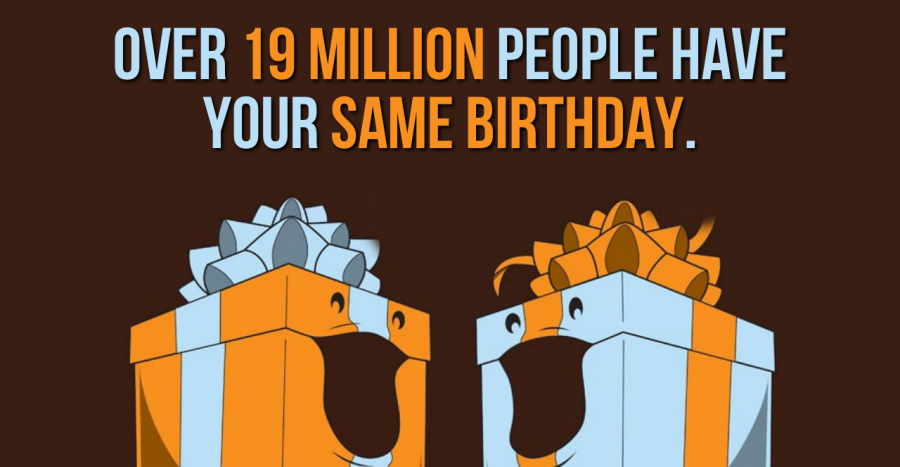 OVER 19 MILLION PEOPLE HAVE
YOUR SAME BIRTHDAY.